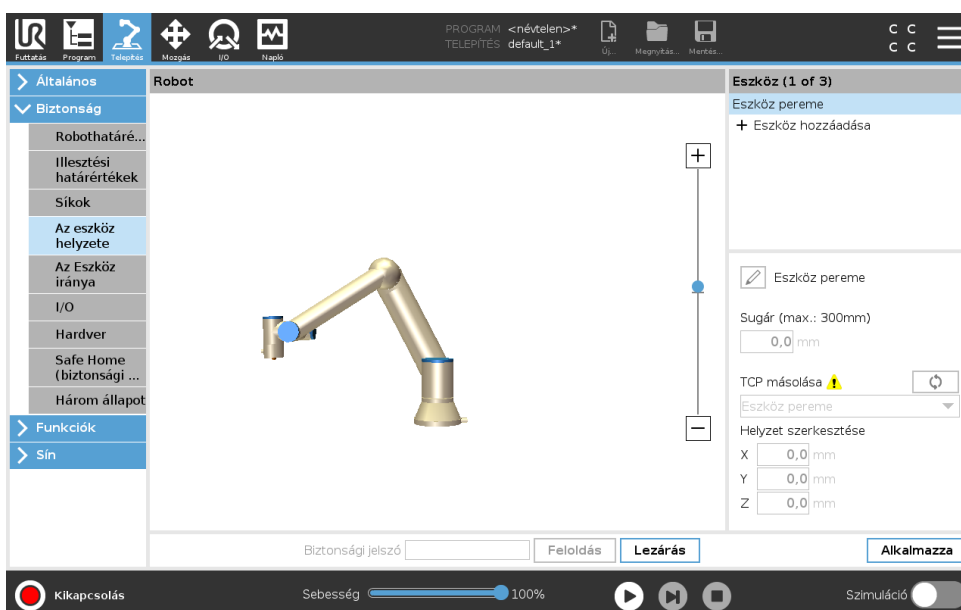 UR
Futtatás
Program
Telepítés
Mozgás
I/O
Napló
PROGRAM <névtelen>*
TELEPÍTÉS default_1*
Új...
Megnyitás...
Mentés...
C C
C C
Általános
Biztonság
Robothatáré...
Illesztési
határértékek
Síkok
Az eszköz
helyzete
Az Eszköz
iránya
I/O
Hardver
Safe Home
(biztonsági ...
Három állapot
Funkciók
Sín
Robot
Eszköz (1 of 3)
Eszköz pereme
+ Eszköz hozzáadása
Eszköz pereme
Sugár (max.: 300mm)
0,0 mm
TCP másolása
Eszköz pereme
Helyzet szerkesztése
X 0,0 mm
Y 0,0 mm
Z 0,0 mm
Biztonsági jelszó
Feloldás
Lezárás
Alkalmazza
Kikapcsolás
Sebesség 100%
Szimuláció